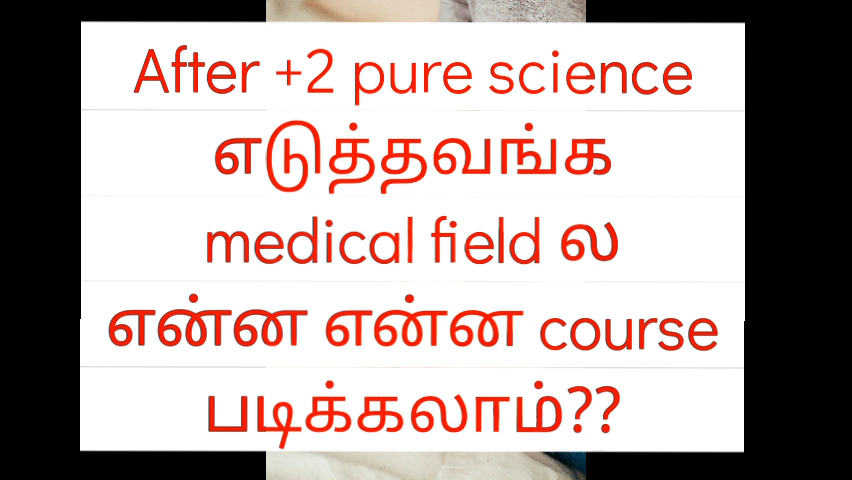 After +2 pure science
எடுத்தவங்க
medical field ல
என்ன என்ன course
படிக்கலாம்??